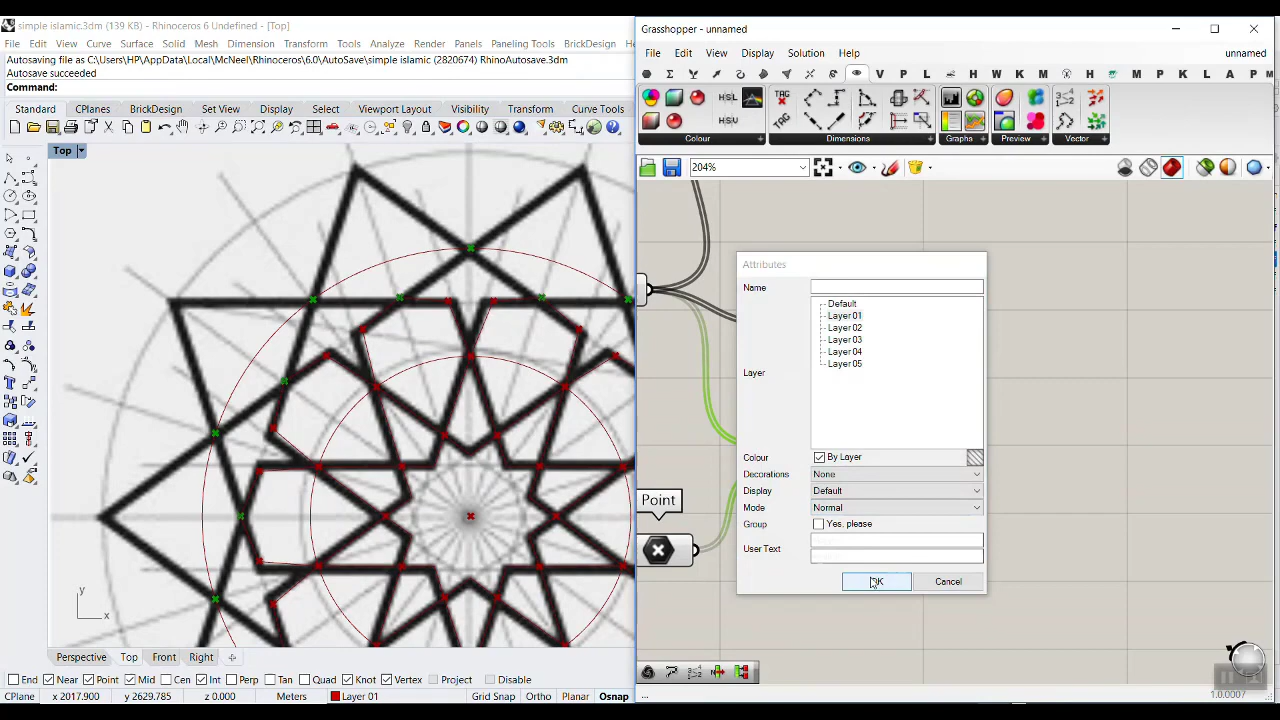 simple islamic.3dm (139 KB) - Rhinoceros 6 Undefined - [Top]
File Edit View Curve Surface Solid Mesh Dimension Transform Tools Analyze Render Panels Paneling Tools BrickDesign
Autosaving file as C:\Users\HP\AppData\Local\McNeel\Rhinoceros\6.0\AutoSave\simple islamic (2820674) RhinoAutosave.3dm
Autosave succeeded
Command:
Standard CPlanes BrickDesign Set View Display Select Viewport Layout Visibility Transform Curve Tools
Top
y
x
Perspective Top Front Right
End Near Point Mid Cen Int Perp Tan Quad Knot Vertex Project Disable
CPlane x 2017.900 y 2629.785 z 0.000 Meters Layer 01 Grid Snap Ortho Planar Osnap
Grasshopper - unnamed
File Edit View Display Solution Help unnamed
V P L H W K M H M P K L A P
HSL TAG
HSV TAG
Colour Dimensions Graphs Preview Vector
204%
Attributes
Name
Default
Layer 01
Layer 02
Layer 03
Layer 04
Layer 05
Layer
Colour By Layer
Decorations None
Display Default
Mode Normal
Group Yes. please
User Text
OK Cancel
Point
...
1.0.0007